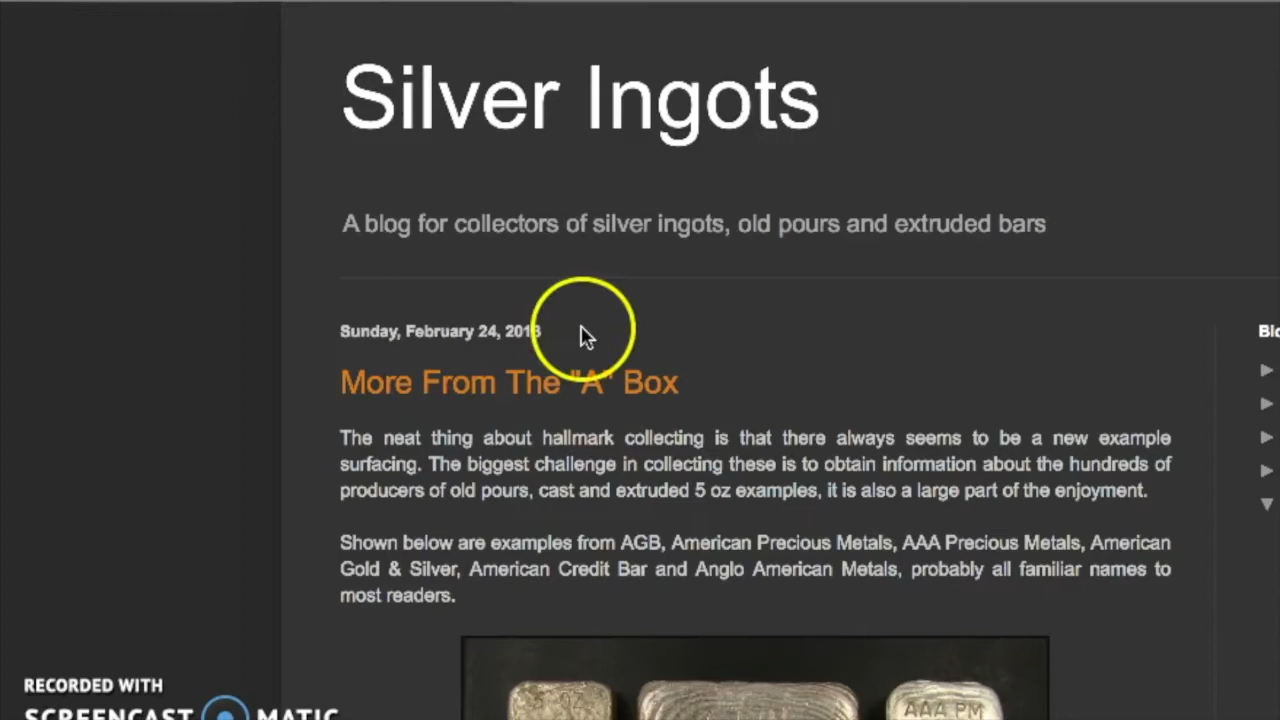 Silver Ingots
A blog for collectors of silver ingots, old pours and extruded bars
Sunday, February 24, 2013
Blo
More From The "A" Box
The neat thing about hallmark collecting is that there always seems to be a new example
surfacing. The biggest challenge in collecting these is to obtain information about the hundreds of
producers of old pours, cast and extruded 5 oz examples, it is also a large part of the enjoyment.
Shown below are examples from AGB, American Precious Metals, AAA Precious Metals, American
Gold & Silver, American Credit Bar and Anglo American Metals, probably all familiar names to
most readers.
AAA PM
RECORDED WITH
SCREENCAST MATIC